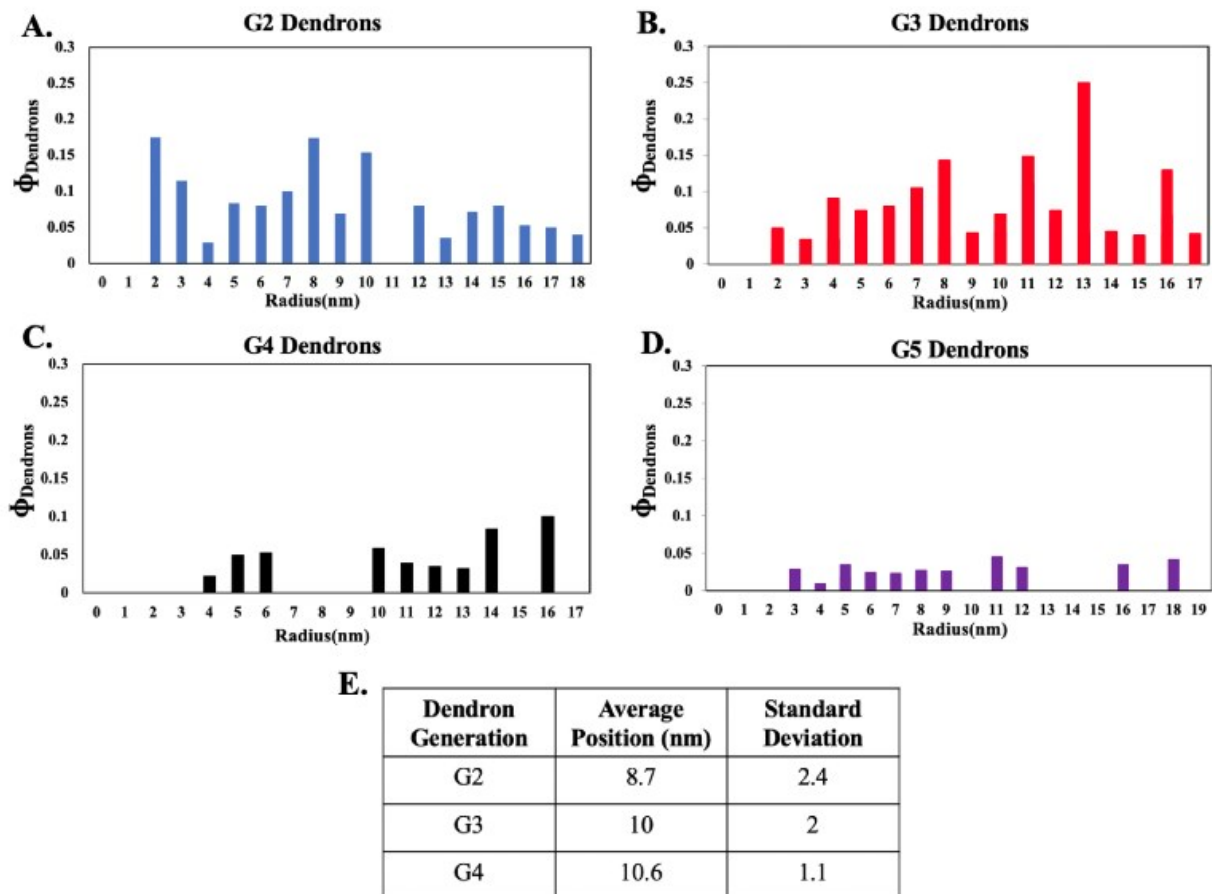 A.
G2 Dendrons
0.3
0.25
0.2
0.15
0.1
0.05
0
ΦDendrons
0 1 2 3 4 5 6 7 8 9 10 11 12 13 14 15 16 17 18
Radius(nm)
B.
G3 Dendrons
0.3
0.25
0.2
0.15
0.1
0.05
0
ΦDendrons
0 1 2 3 4 5 6 7 8 9 10 11 12 13 14 15 16 17
Radius(nm)
C.
G4 Dendrons
0.3
0.25
0.2
0.15
0.1
0.05
0
ΦDendrons
0 1 2 3 4 5 6 7 8 9 10 11 12 13 14 15 16 17
Radius(nm)
D.
G5 Dendrons
0.3
0.25
0.2
0.15
0.1
0.05
0
ΦDendrons
0 1 2 3 4 5 6 7 8 9 10 11 12 13 14 15 16 17 18 19
Radius(nm)
E.
Dendron Average Standard
Generation Position (nm) Deviation
G2 8.7 2.4
G3 10 2
G4 10.6 1.1